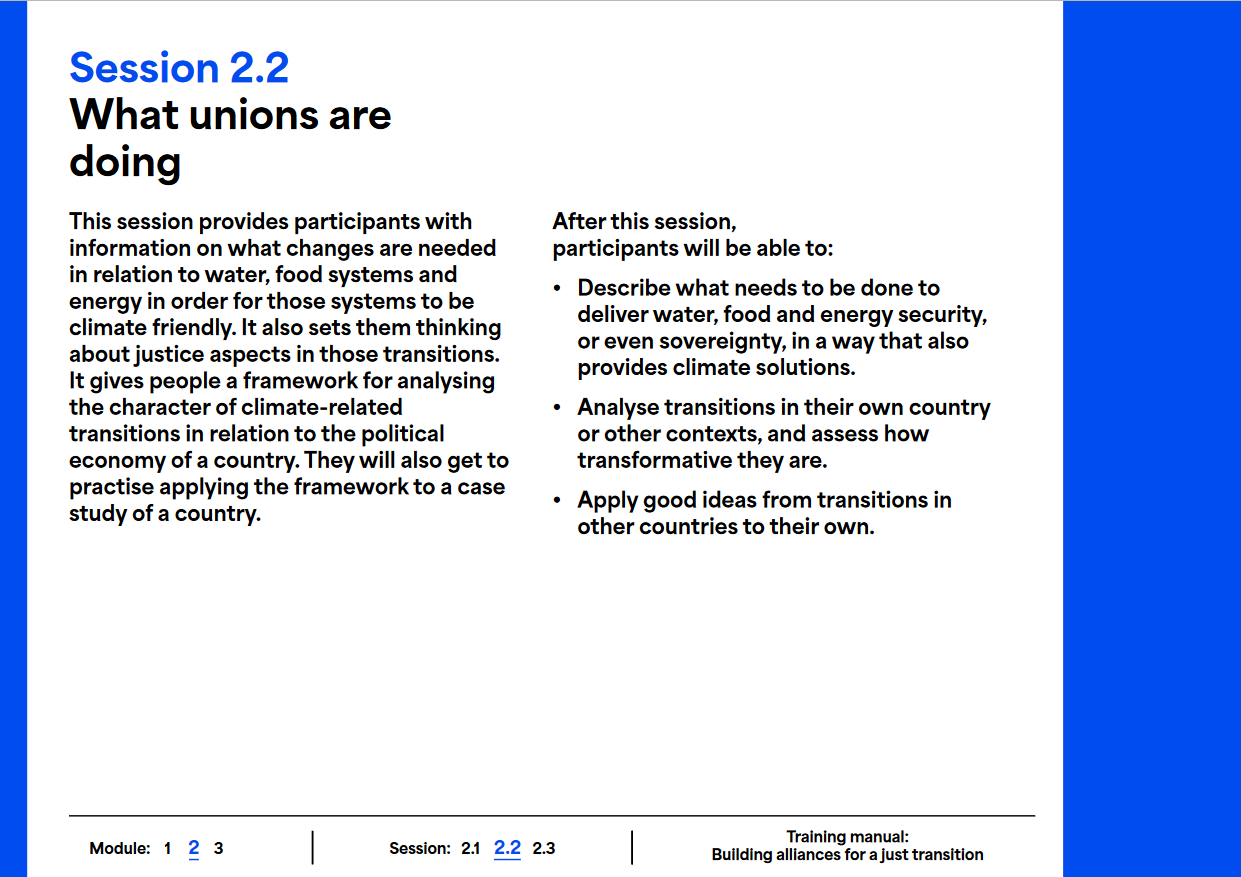 Session 2.2
What unions are
doing
This session provides participants with
information on what changes are needed
in relation to water, food systems and
energy in order for those systems to be
climate friendly. It also sets them thinking
about justice aspects in those transitions.
It gives people a framework for analysing
the character of climate-related
transitions in relation to the political
economy of a country. They will also get to
practise applying the framework to a case
study of a country.
After this session,
participants will be able to:
• Describe what needs to be done to
deliver water, food and energy security,
or even sovereignty, in a way that also
provides climate solutions.
• Analyse transitions in their own country
or other contexts, and assess how
transformative they are.
• Apply good ideas from transitions in
other countries to their own.
Module: 1 2 3
Session: 2.1 2.2 2.3
Training manual:
Building alliances for a just transition